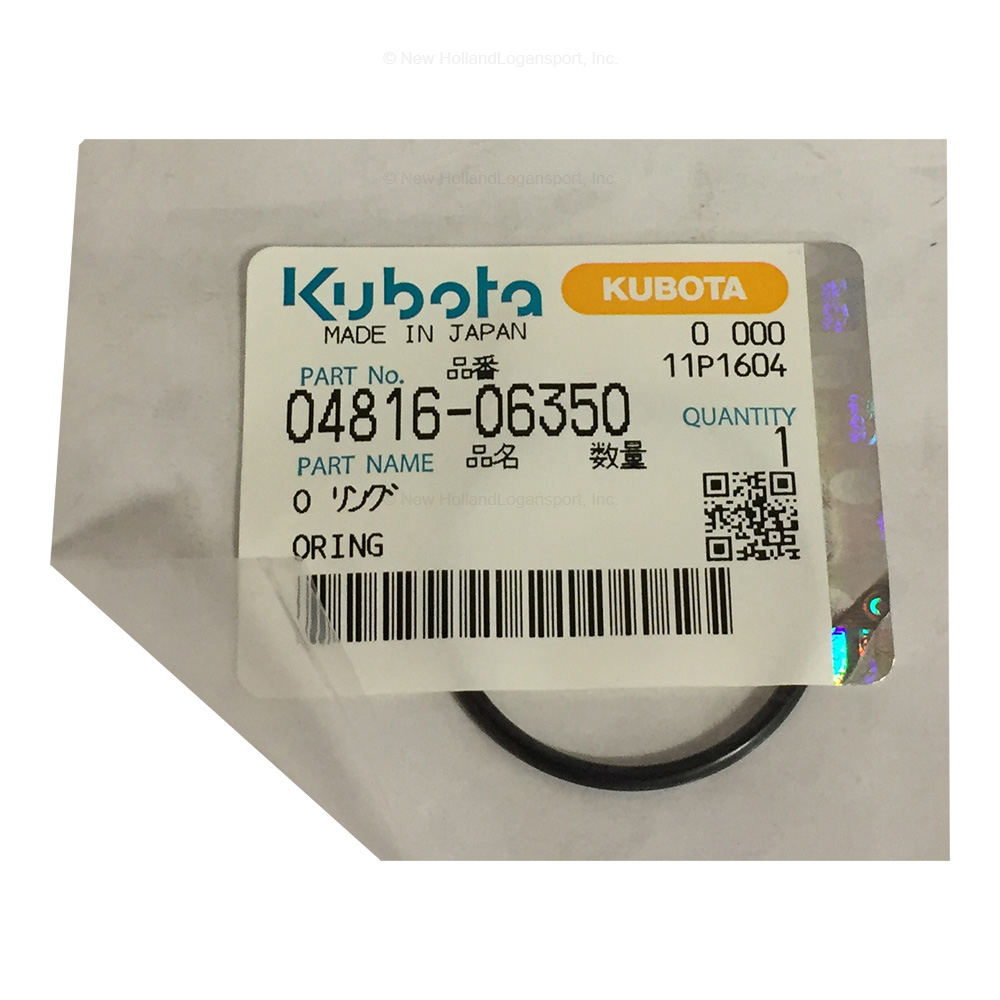 © New HollandLogansport, Inc.
© New HollandLogansport, Inc.
Kubota KUBOTA
MADE IN JAPAN 0 000
11P1604
PART No. 品番
04816-06350
QUANTITY
1
PART NAME 品名 数量
© New HollandLogansport, Inc.
O リング
ORING